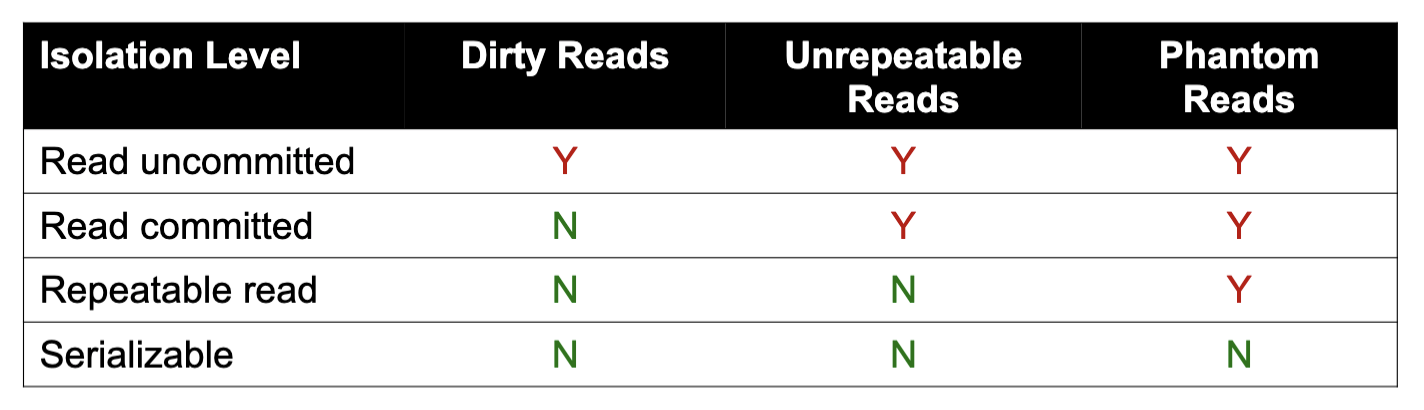 Isolation Level Dirty Reads Unrepeatable Reads Phantom Reads
Read uncommitted Y Y Y
Read committed N Y Y
Repeatable read N N Y
Serializable N N N